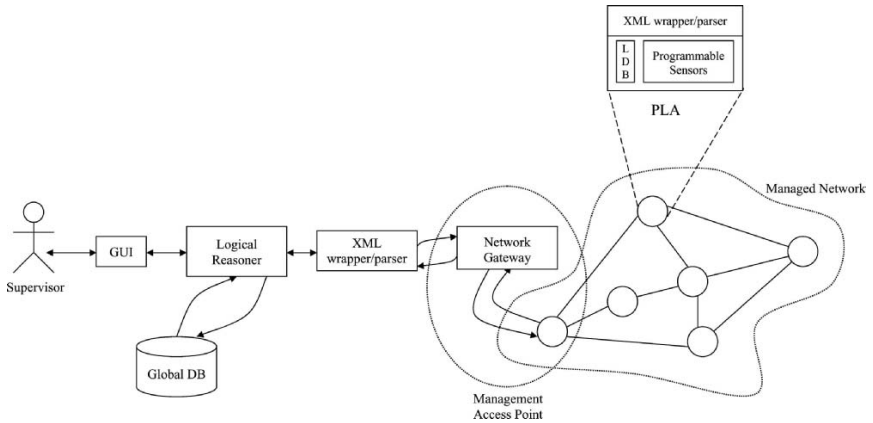 XML wrapper/parser
L
D
B
Programmable
Sensors
PLA
Managed Network
GUI
Logical
Reasoner
XML
wrapper/parser
Network
Gateway
Supervisor
Global DB
Management
Access Point